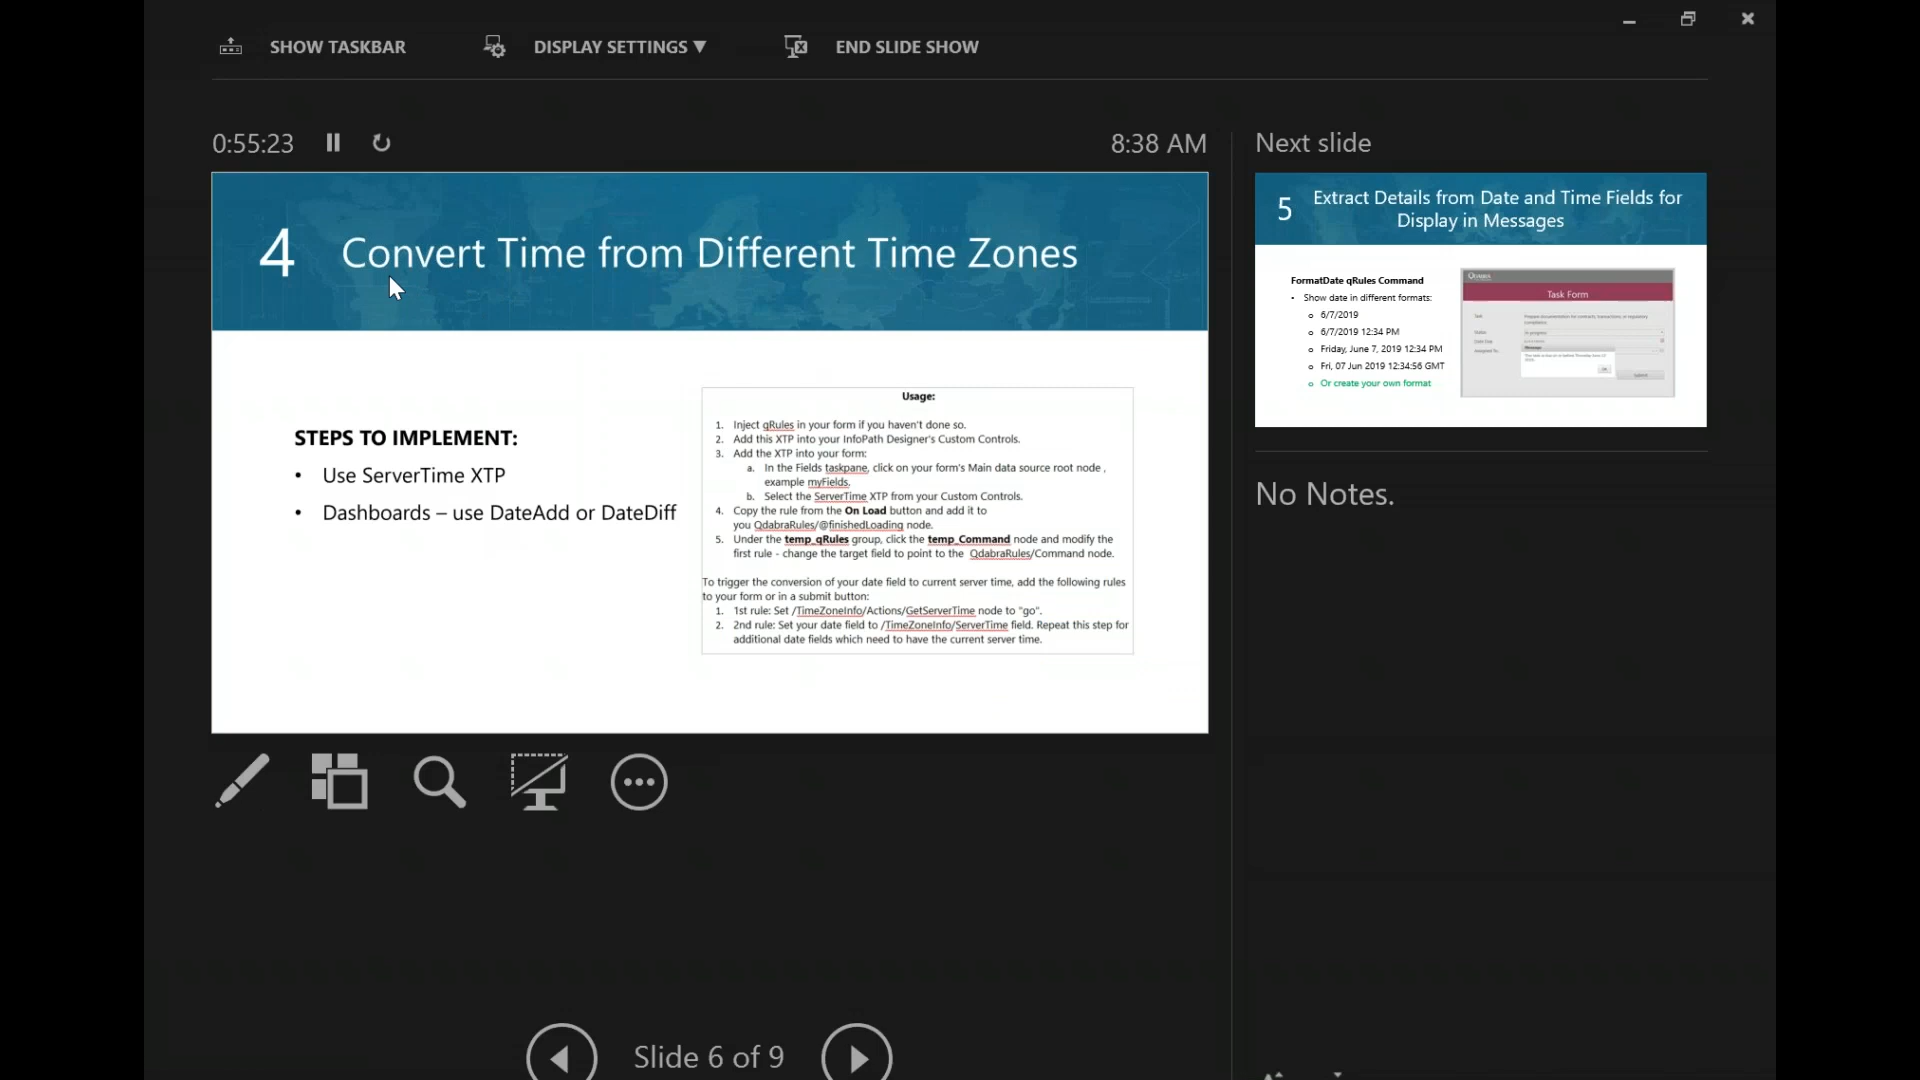 SHOW TASKBAR
DISPLAY SETTINGS ▼
END SLIDE SHOW
0:55:23
8:38 AM
4 Convert Time from Different Time Zones
STEPS TO IMPLEMENT:
• Use ServerTime XTP
• Dashboards – use DateAdd or DateDiff
Usage:
1. Inject qRules in your form if you haven't done so.
2. Add this XTP into your InfoPath Designer's Custom Controls.
3. Add the XTP into your form:
a. In the Fields taskpane, click on your form's Main data source root node ,
example myFields.
b. Select the ServerTime XTP from your Custom Controls.
4. Copy the rule from the On Load button and add it to
you QdabraRules/@finishedLoading node.
5. Under the temp_qRules group, click the temp_Command node and modify the
first rule - change the target field to point to the QdabraRules/Command node.
To trigger the conversion of your date field to current server time, add the following rules
to your form or in a submit button:
1. 1st rule: Set /TimeZoneInfo/Actions/GetServerTime node to "go".
2. 2nd rule: Set your date field to /TimeZoneInfo/ServerTime field. Repeat this step for
additional date fields which need to have the current server time.
Slide 6 of 9
Next slide
5 Extract Details from Date and Time Fields for
Display in Messages
FormatDate qRules Command
• Show date in different formats:
o 6/7/2019
o 6/7/2019 12:34 PM
o Friday, June 7, 2019 12:34 PM
o Fri, 07 Jun 2019 12:34:56 GMT
o Or create your own format
Qdabra
Task Form
No Notes.